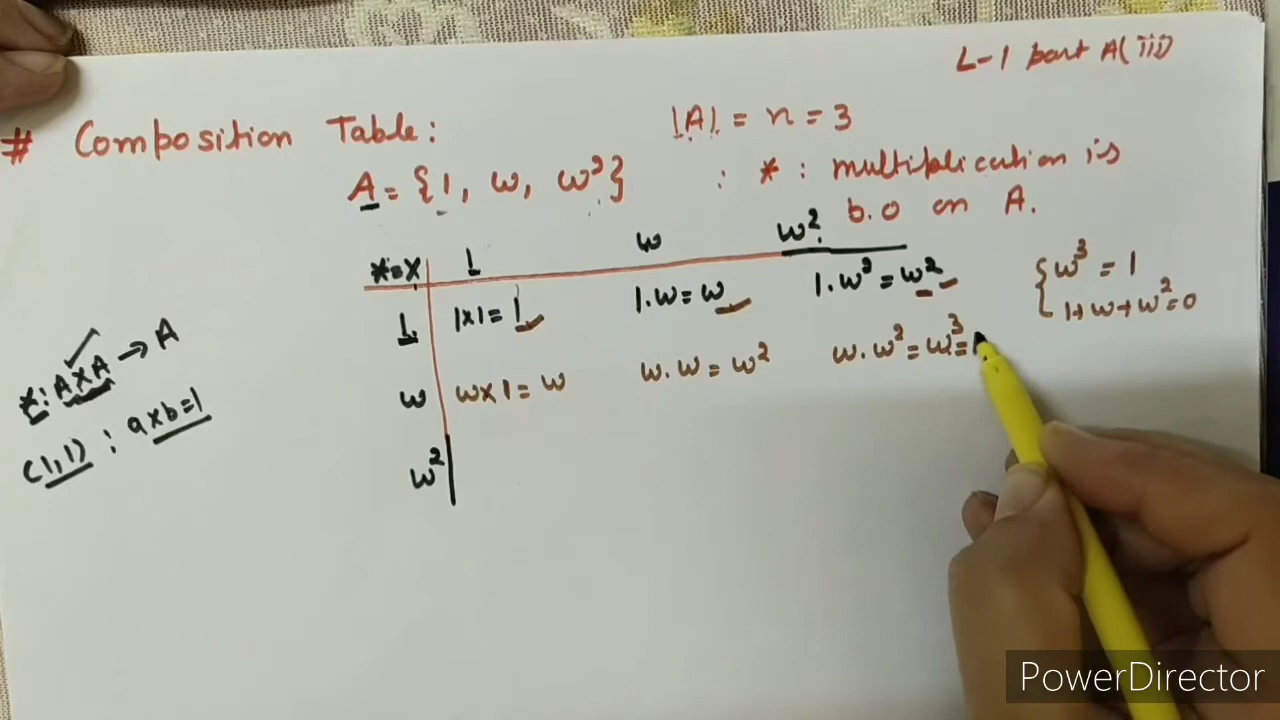 L-1 part A(iii)
# Composition Table:
|A| = n = 3
A = {1, ω, ω²} : * : multiplication is
b.o on A.
*=× 1 ω ω²
1 1×1=1 1.ω=ω 1.ω²=ω²
ω ω×1=ω ω.ω=ω² ω.ω²=ω³=1
ω²
{ω³=1
1+ω+ω²=0
*: A×A → A
(1,1) : a×b=1
PowerDirector